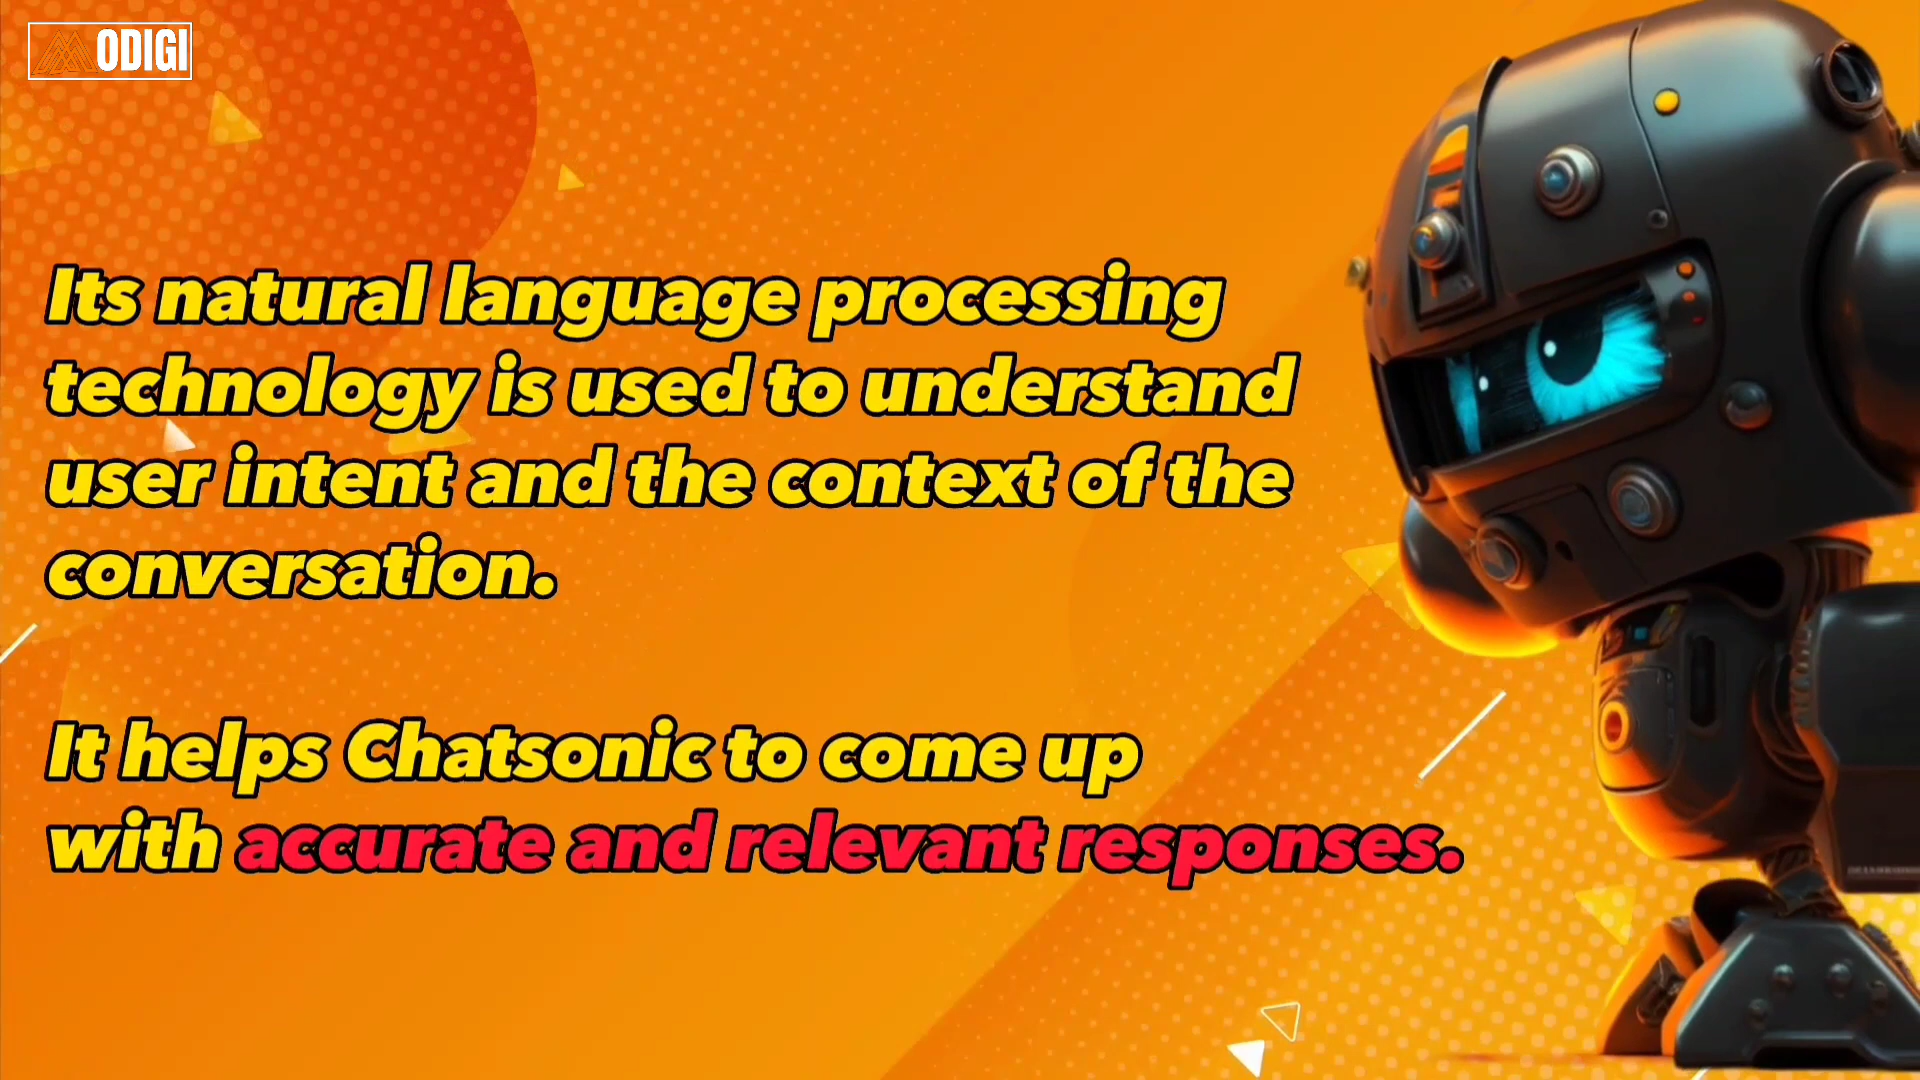 ODIGI
Its natural language processing
technology is used to understand
user intent and the context of the
conversation.
It helps Chatsonic to come up
with accurate and relevant responses.